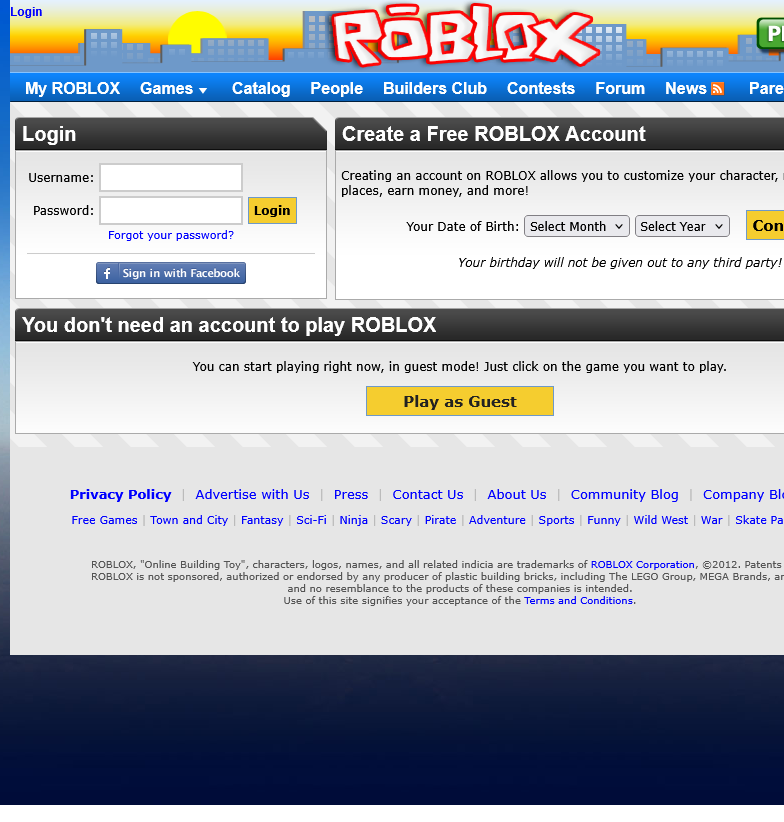 Login
ROBLOX
My ROBLOX Games Catalog People Builders Club Contests Forum News
Login
Username:
Password:
Login
Forgot your password?
f Sign in with Facebook
Create a Free ROBLOX Account
Creating an account on ROBLOX allows you to customize your character,
places, earn money, and more!
Your Date of Birth: Select Month Select Year
Your birthday will not be given out to any third party!
You don't need an account to play ROBLOX
You can start playing right now, in guest mode! Just click on the game you want to play.
Play as Guest
Privacy Policy | Advertise with Us | Press | Contact Us | About Us | Community Blog | Company
Free Games | Town and City | Fantasy | Sci-Fi | Ninja | Scary | Pirate | Adventure | Sports | Funny | Wild West | War | Skate
ROBLOX, "Online Building Toy", characters, logos, names, and all related indicia are trademarks of ROBLOX Corporation, ©2012. Patents
ROBLOX is not sponsored, authorized or endorsed by any producer of plastic building bricks, including The LEGO Group, MEGA Brands,
and no resemblance to the products of these companies is intended.
Use of this site signifies your acceptance of the Terms and Conditions.